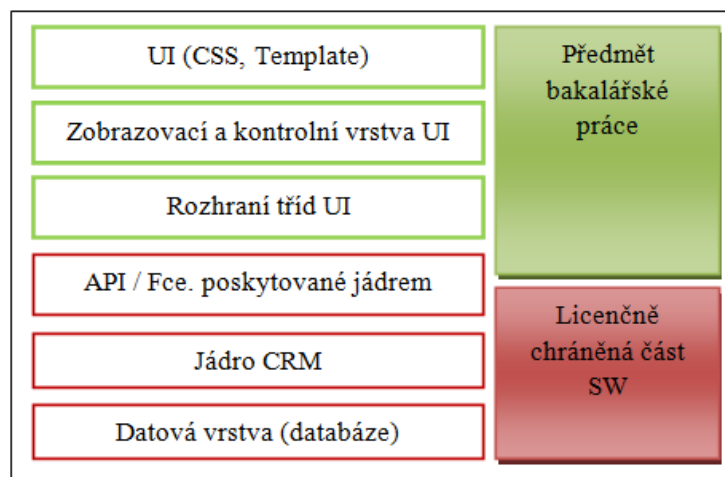 UI (CSS, Template)
Zobrazovací a kontrolní vrstva UI
Rozhraní tříd UI
API / Fce. poskytované jádrem
Jádro CRM
Datová vrstva (databáze)
Předmět
bakalářské
práce
Licenčně
chráněná část
SW